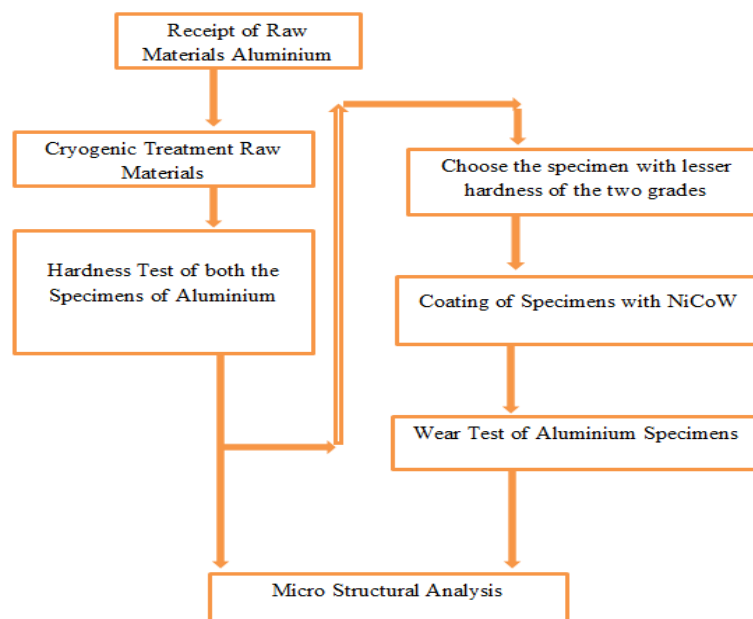 Receipt of Raw
Materials Aluminium
Cryogenic Treatment Raw
Materials
Hardness Test of both the
Specimens of Aluminium
Choose the specimen with lesser
hardness of the two grades
Coating of Specimens with NiCoW
Wear Test of Aluminium Specimens
Micro Structural Analysis